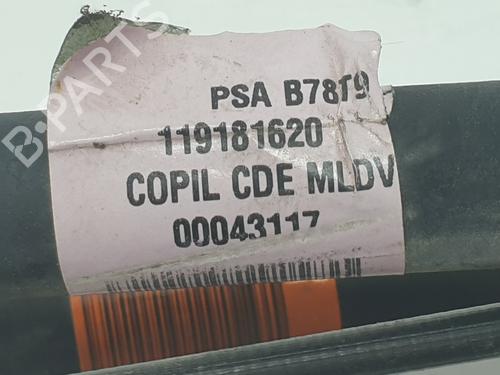 PSA B78T9
119181620
COPIL CDE MLDV
00043117
B-PARTS